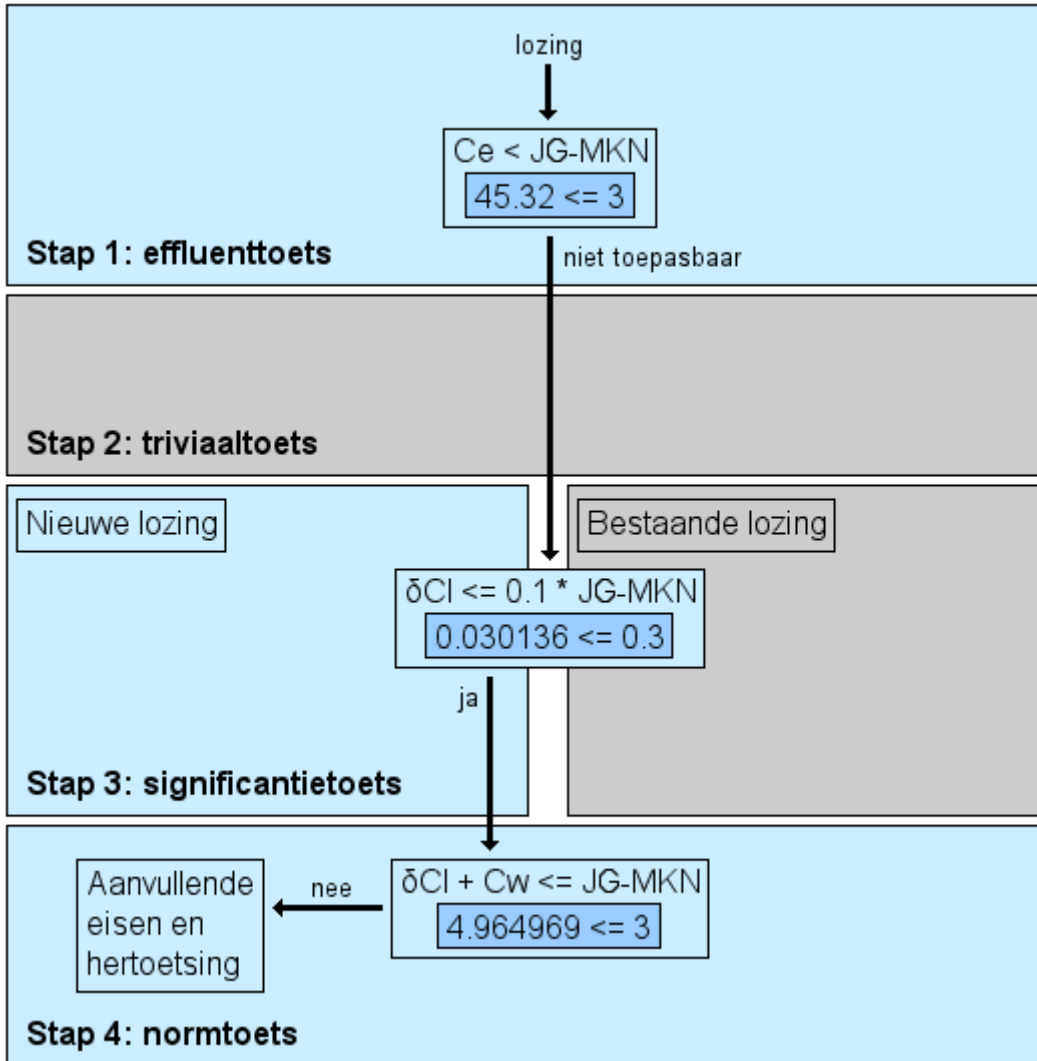 lozing
Ce < JG-MKN
45.32 <= 3
Stap 1: effluenttoets
niet toepasbaar
Stap 2: triviaaltoets
Nieuwe lozing
Bestaande lozing
δCl <= 0.1 * JG-MKN
0.030136 <= 0.3
ja
Stap 3: significantietoets
δCl + Cw <= JG-MKN
4.964969 <= 3
nee
Aanvullende
eisen en
hertoetsing
Stap 4: normtoets